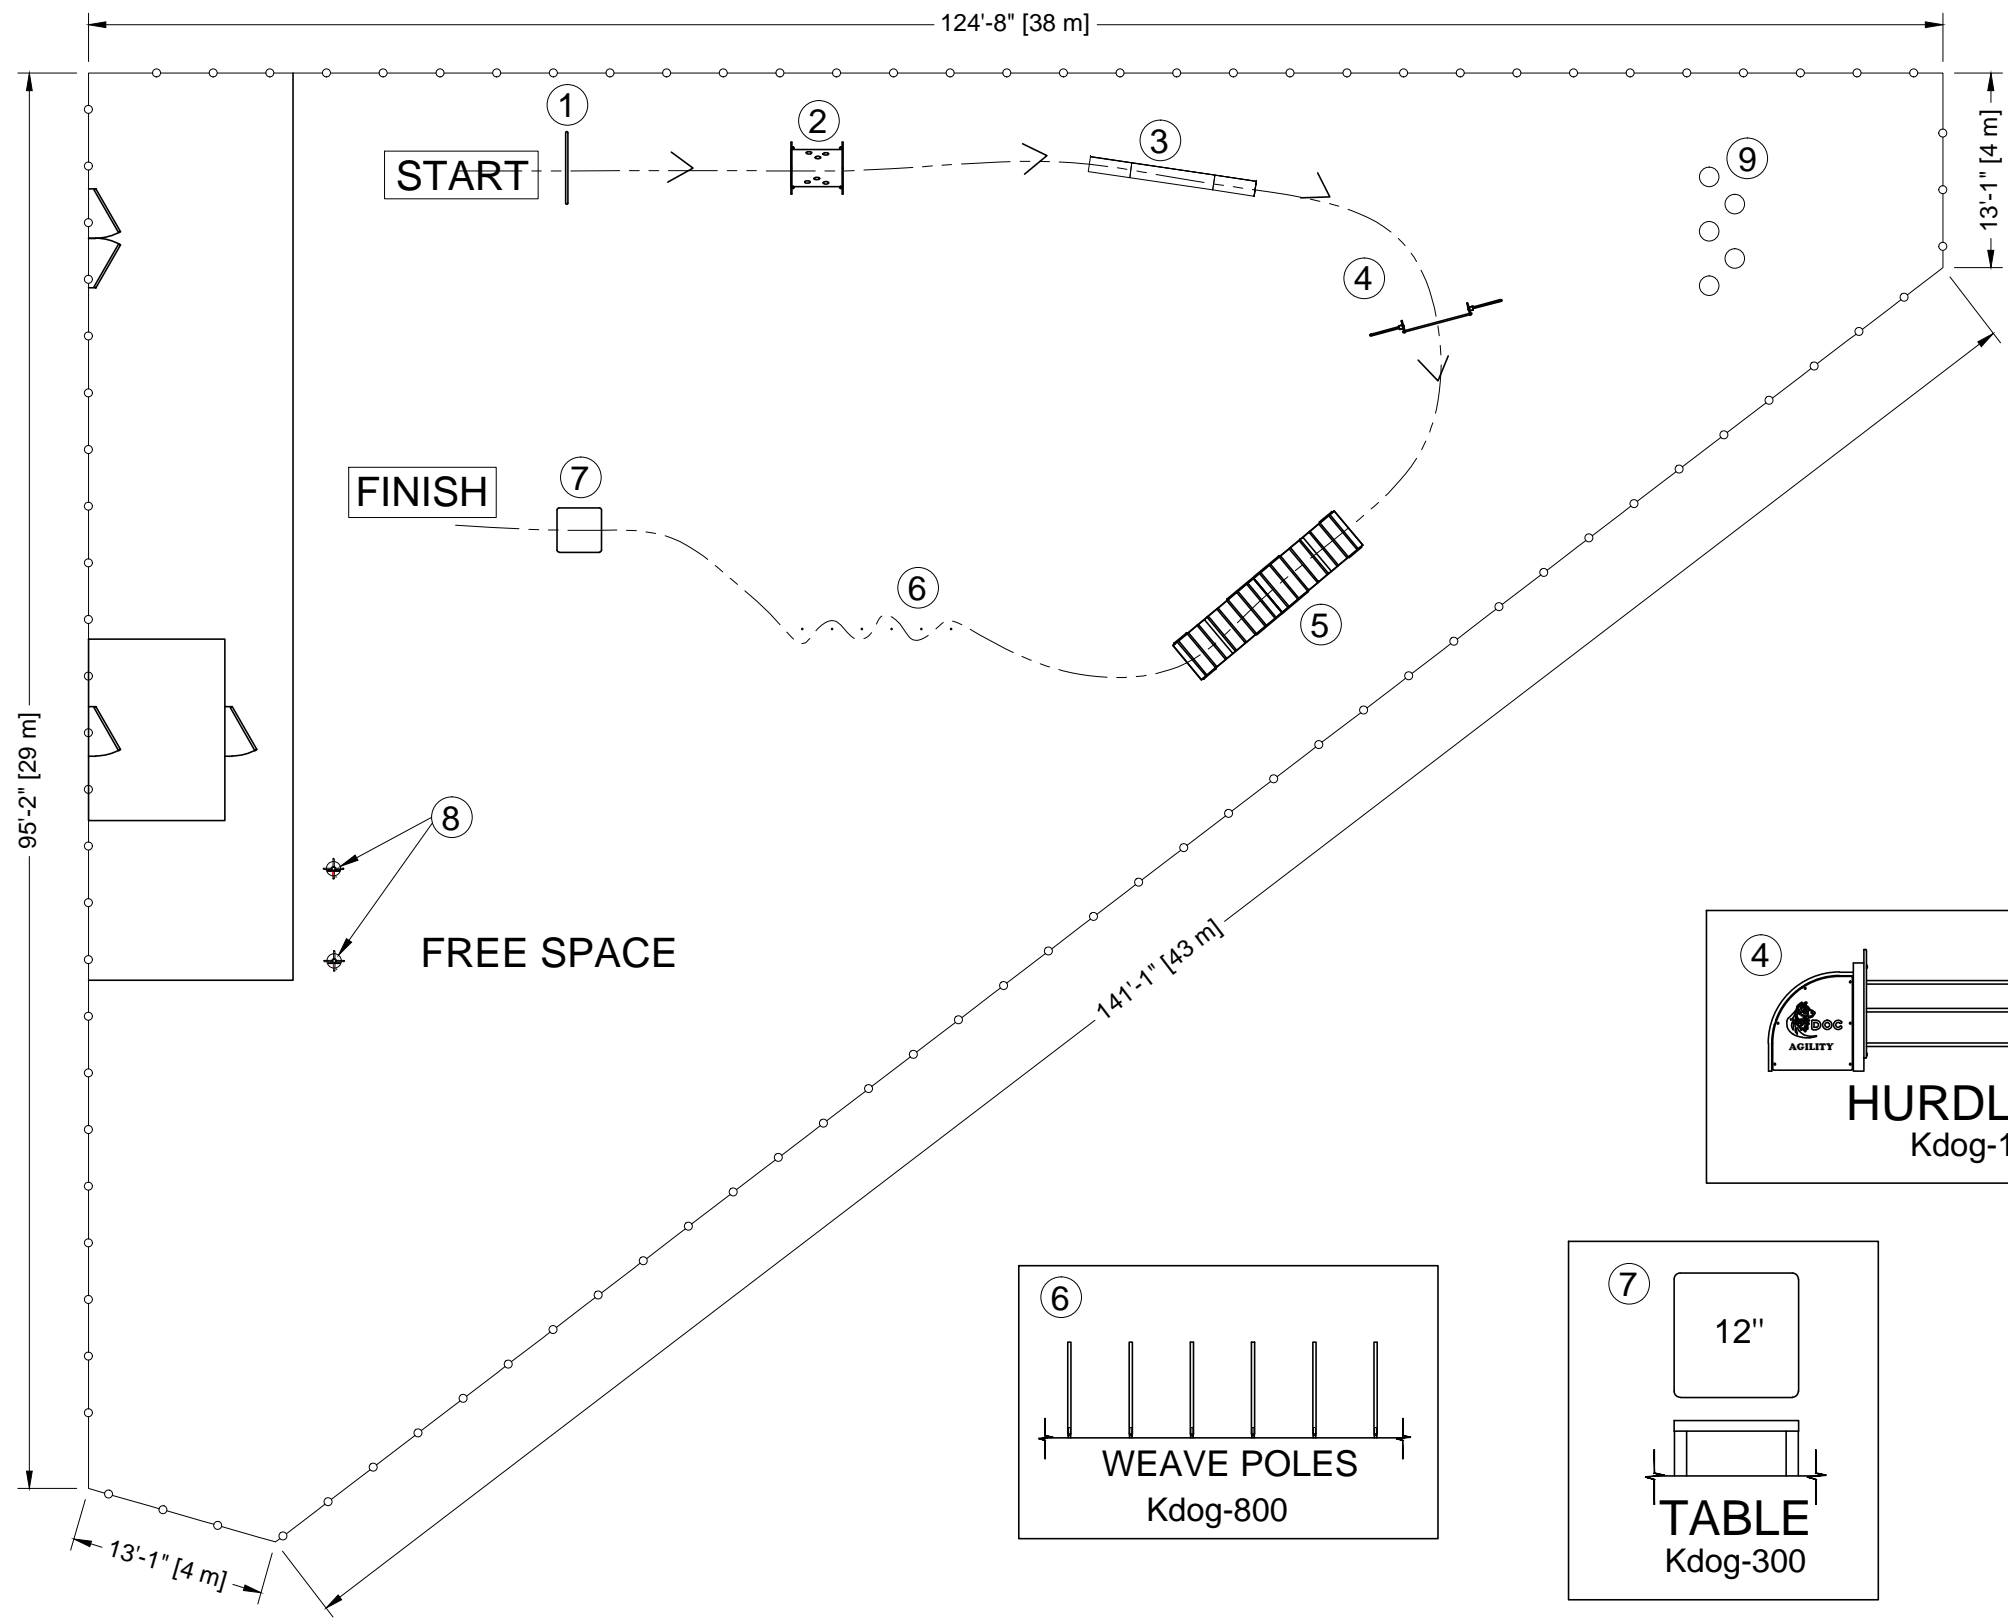 124'-8" [38 m]
1
2
3
START
9
13'-1" [4 m]
4
7
FINISH
6
5
95'-2" [29 m]
8
FREE SPACE
141'-1" [43 m]
4
DOC
AGILITY
HURDL
Kdog-1
6
WEAVE POLES
Kdog-800
7
12"
TABLE
Kdog-300
13'-1" [4 m]